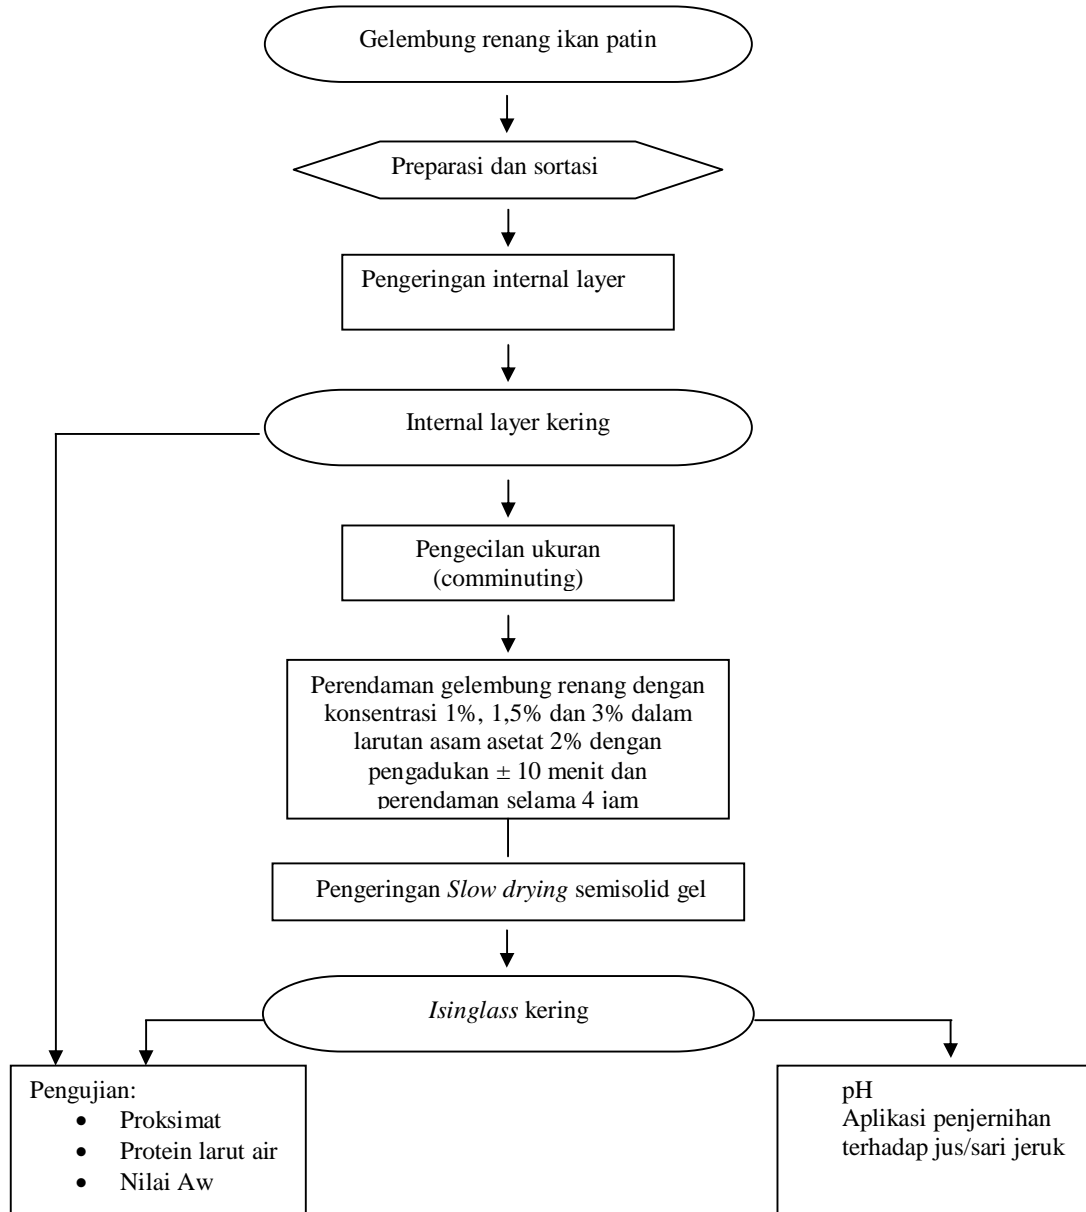 Gelembung renang ikan patin
Preparasi dan sortasi
Pengeringan internal layer
Internal layer kering
Pengecilan ukuran
(comminuting)
Perendaman gelembung renang dengan
konsentrasi 1%, 1,5% dan 3% dalam
larutan asam asetat 2% dengan
pengadukan ± 10 menit dan
perendaman selama 4 jam
Pengeringan Slow drying semisolid gel
Isinglass kering
Pengujian:
• Proksimat
• Protein larut air
• Nilai Aw
pH
Aplikasi penjernihan
terhadap jus/sari jeruk